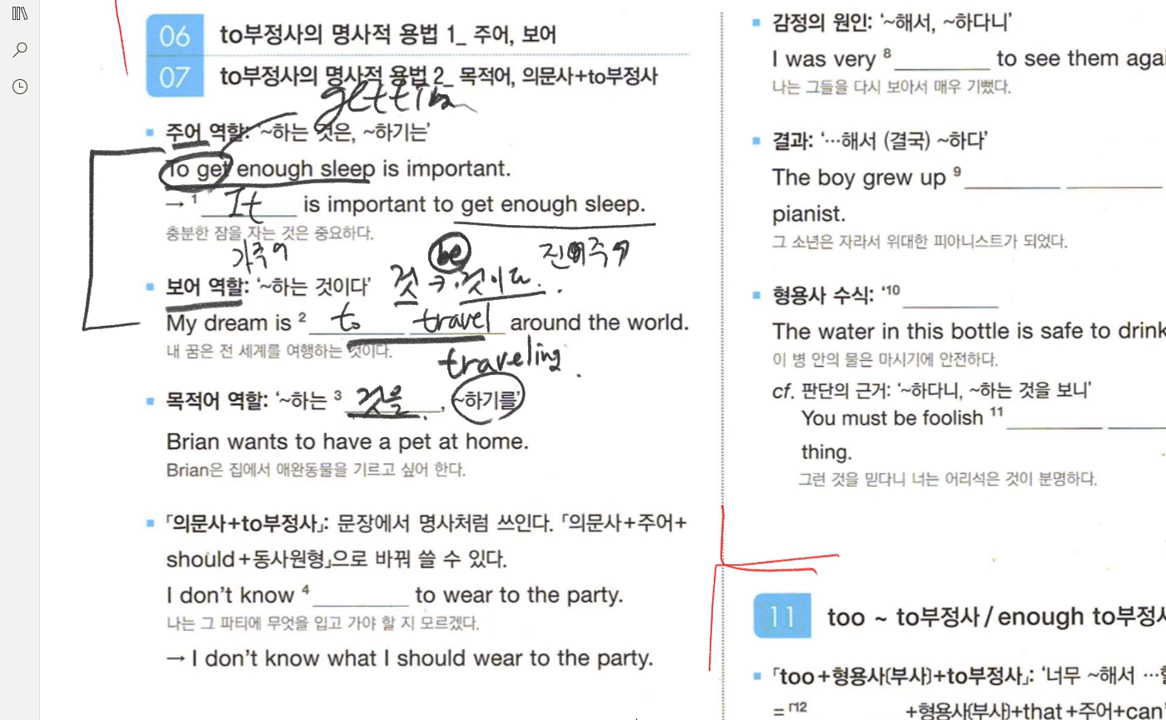 06 to부정사의 명사적 용법 1_ 주어, 보어
07 to부정사의 명사적 용법 2_ 목적어, 의문사+to부정사
주어 역할: ‘~하는 것은, ~하기는’
To get enough sleep is important.
→ 1 It is important to get enough sleep.
충분한 잠을 자는 것은 중요하다.
be
보어 역할: ‘~하는 것이다’ 것 → 것이다.
My dream is 2 to travel around the world.
내 꿈은 전 세계를 여행하는 것이다.
traveling.
목적어 역할: ‘~하는 3 것을, ~하기를’
Brian wants to have a pet at home.
Brian은 집에서 애완동물을 기르고 싶어 한다.
「의문사+to부정사」: 문장에서 명사처럼 쓰인다. 「의문사+주어+
should+동사원형」으로 바꿔 쓸 수 있다.
I don’t know 4 ________ to wear to the party.
나는 그 파티에 무엇을 입고 가야 할 지 모르겠다.
→ I don’t know what I should wear to the party.
감정의 원인: ‘~해서, ~하다니’
I was very 8 ________ to see them agai
나는 그들을 다시 보아서 매우 기뻤다.
결과: ‘…해서 (결국) ~하다’
The boy grew up 9 ________ ________
pianist.
그 소년은 자라서 위대한 피아니스트가 되었다.
형용사 수식: ‘10 ________
The water in this bottle is safe to drink
이 병 안의 물은 마시기에 안전하다.
cf. 판단의 근거: ‘~하다니, ~하는 것을 보니’
You must be foolish 11 ________ ________
thing.
그런 것을 믿다니 너는 어리석은 것이 분명하다.
11 too ~ to부정사 / enough to부정사
「too+형용사(부사)+to부정사」: ‘너무 ~해서 …할
=「12 ________ +형용사(부사)+that+주어+can’